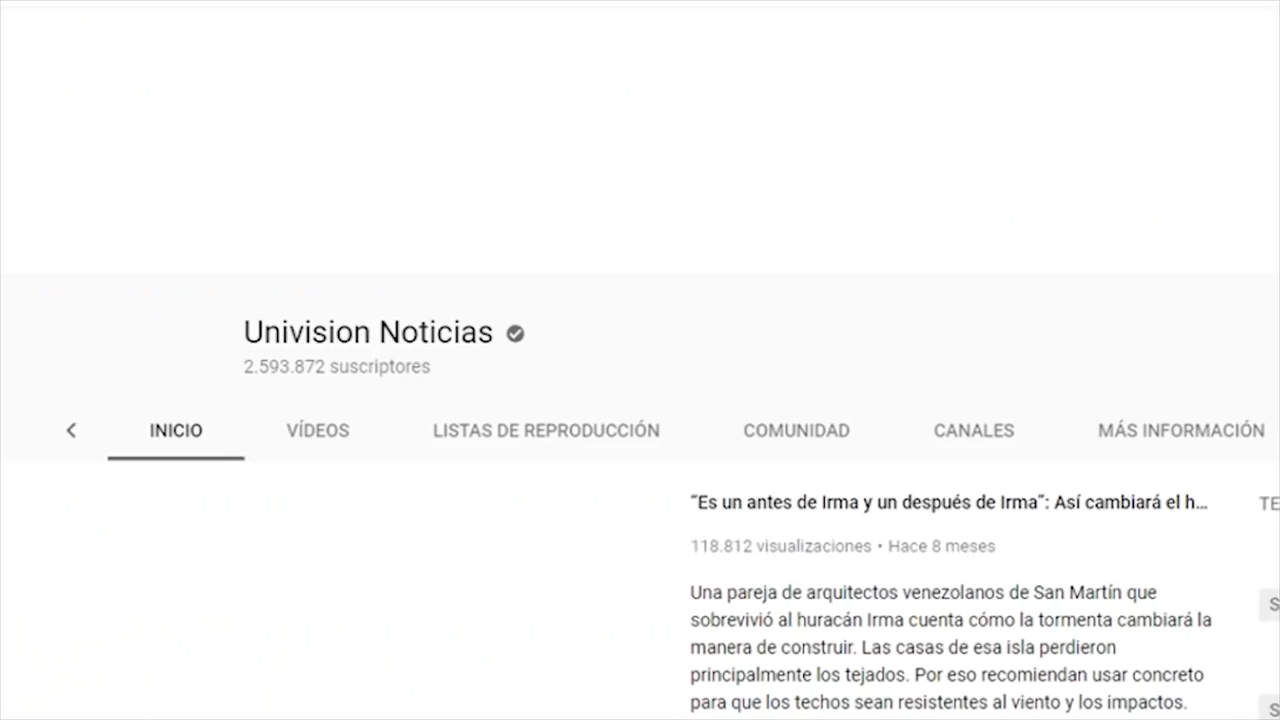 Univision Noticias
2.593.872 suscriptores
INICIO VÍDEOS LISTAS DE REPRODUCCIÓN COMUNIDAD CANALES MÁS INFORMACIÓN
“Es un antes de Irma y un después de Irma”: Así cambiará el h...
118.812 visualizaciones • Hace 8 meses
Una pareja de arquitectos venezolanos de San Martín que
sobrevivió al huracán Irma cuenta cómo la tormenta cambiará la
manera de construir. Las casas de esa isla perdieron
principalmente los tejados. Por eso recomiendan usar concreto
para que los techos sean resistentes al viento y los impactos.